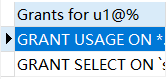 Grants for u1@%
GRANT USAGE ON *
GRANT SELECT ON `s